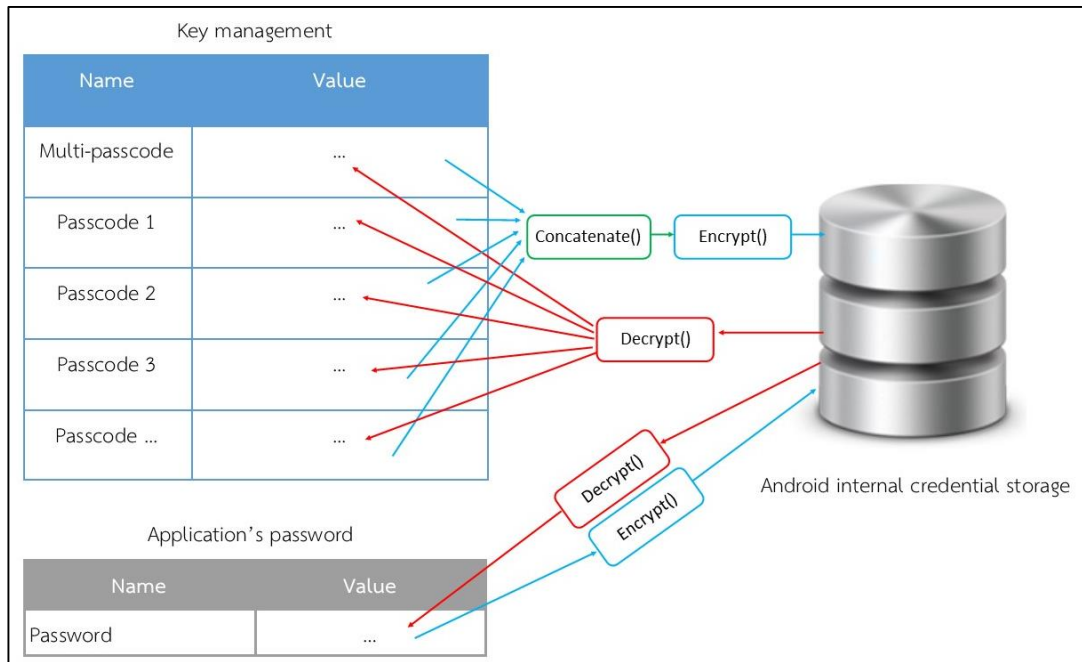 Key management
Name Value
Multi-passcode ...
Passcode 1 ...
Passcode 2 ...
Passcode 3 ...
Passcode ... ...
Concatenate() Encrypt()
Decrypt()
Decrypt()
Encrypt()
Android internal credential storage
Application’s password
Name Value
Password ...